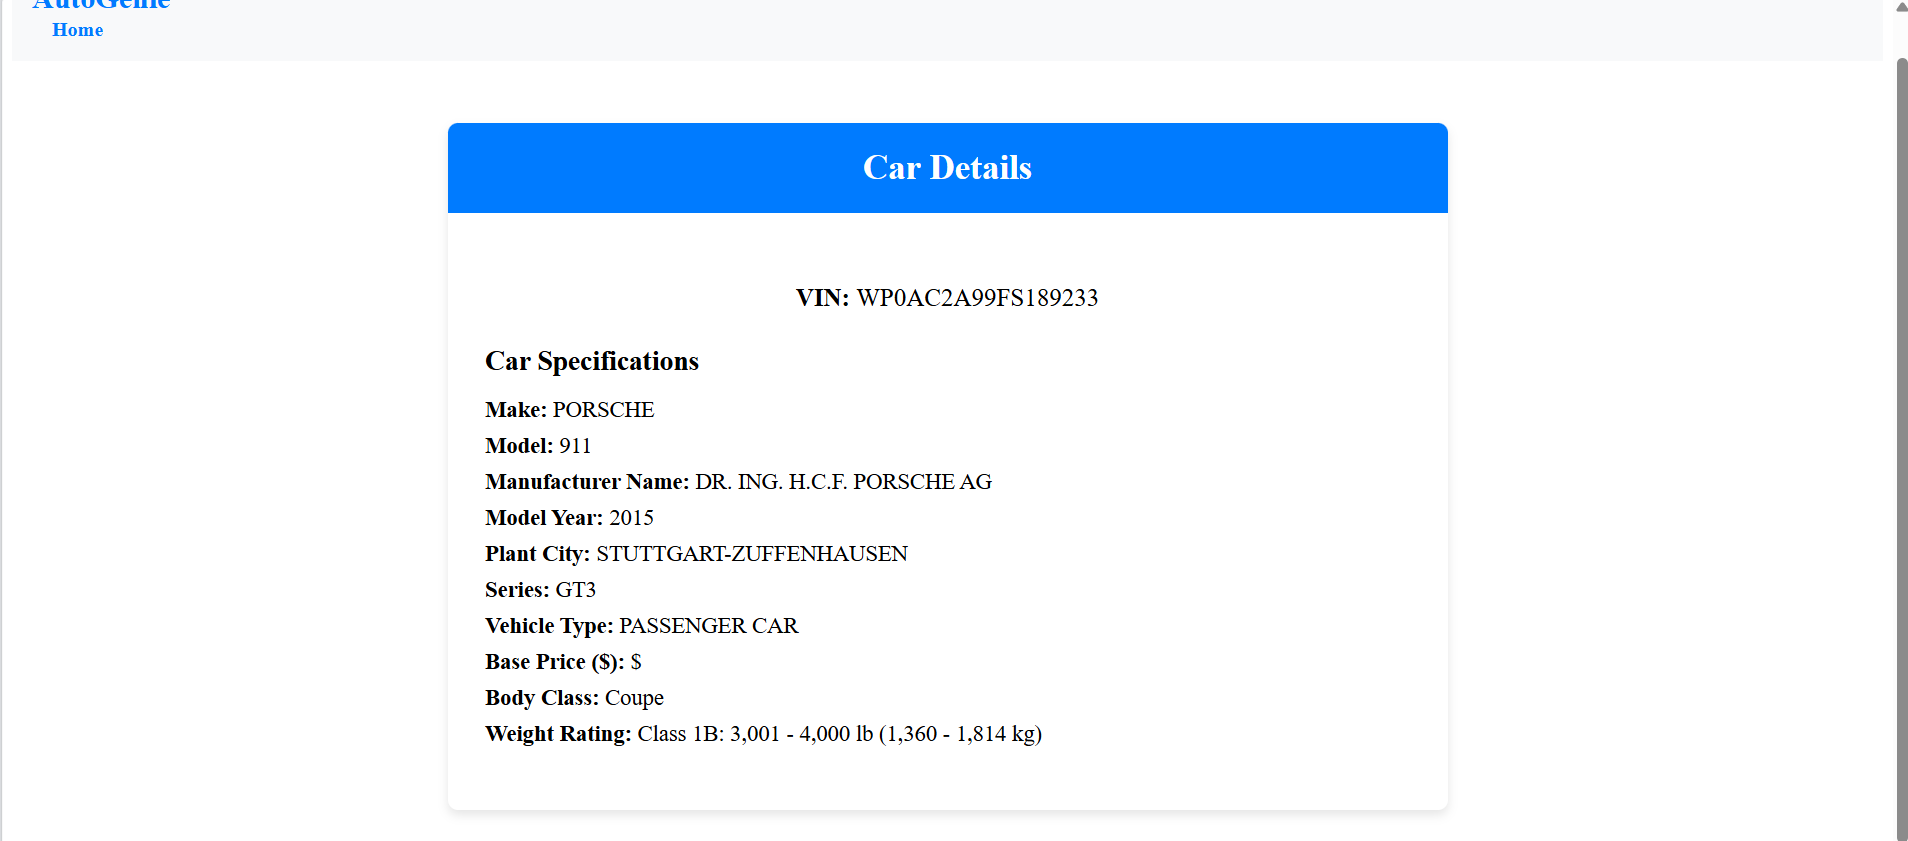 AutoGenie
Home
Car Details
VIN: WP0AC2A99FS189233
Car Specifications
Make: PORSCHE
Model: 911
Manufacturer Name: DR. ING. H.C.F. PORSCHE AG
Model Year: 2015
Plant City: STUTTGART-ZUFFENHAUSEN
Series: GT3
Vehicle Type: PASSENGER CAR
Base Price ($): $
Body Class: Coupe
Weight Rating: Class 1B: 3,001 - 4,000 lb (1,360 - 1,814 kg)